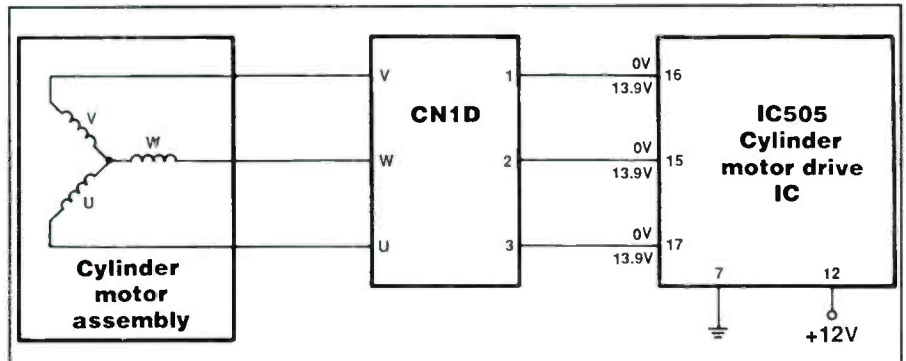 V
W
U
Cylinder
motor
assembly
V
W
U
CN1D
1
2
3
0V
13.9V
0V
13.9V
0V
13.9V
16
15
17
IC505
Cylinder
motor drive
IC
7
12
+12V